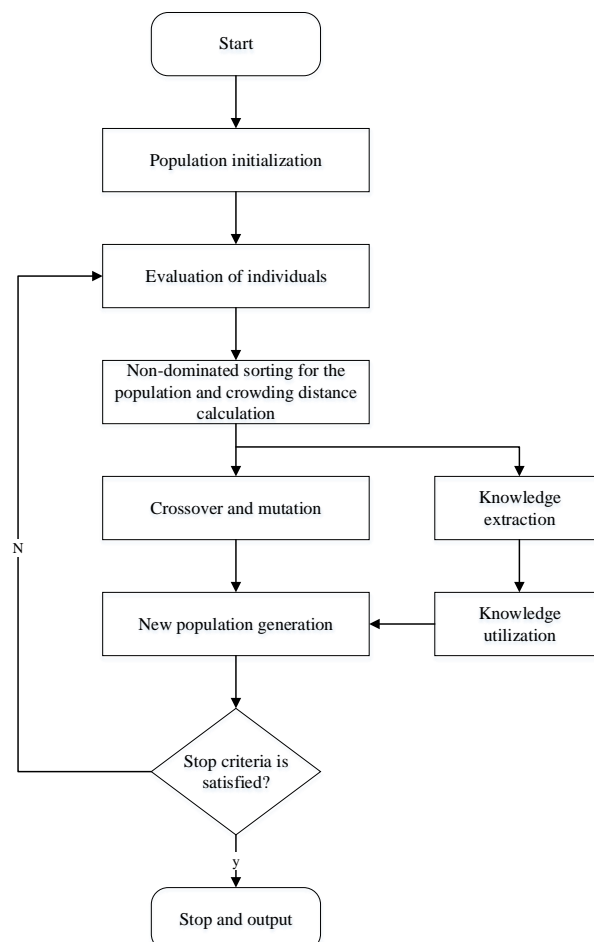 Start
Population initialization
Evaluation of individuals
Non-dominated sorting for the
population and crowding distance
calculation
Crossover and mutation
Knowledge
extraction
N
New population generation
Knowledge
utilization
Stop criteria is
satisfied?
y
Stop and output